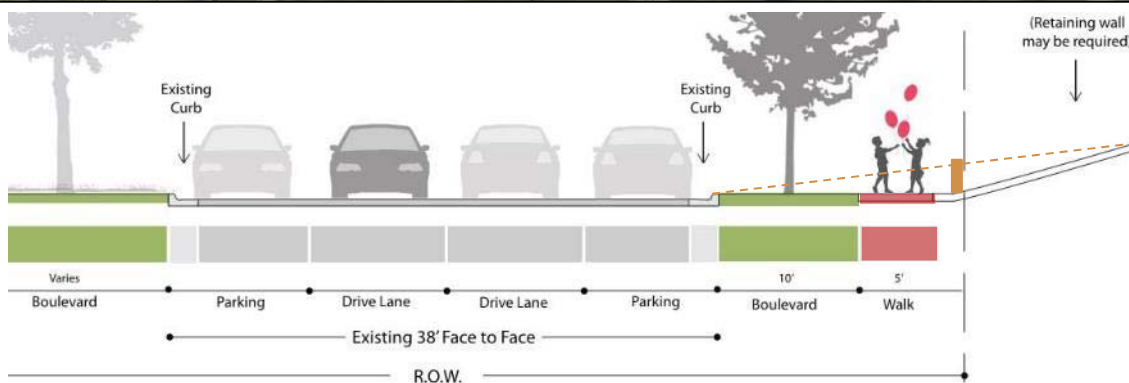 (Retaining wall
may be required)
Existing
Curb
Existing
Curb
Varies
Boulevard
Parking
Drive Lane
Drive Lane
Parking
10'
Boulevard
5'
Walk
Existing 38' Face to Face
R.O.W.